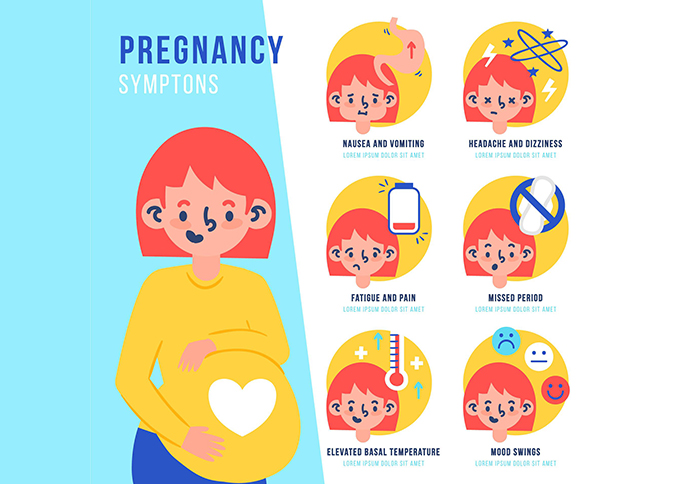 PREGNANCY
SYMPTONS
NAUSEA AND VOMITING
LOREM IPSUM DOLOR SIT AMET
HEADACHE AND DIZZINESS
LOREM IPSUM DOLOR SIT AMET
FATIGUE AND PAIN
LOREM IPSUM DOLOR SIT AMET
MISSED PERIOD
LOREM IPSUM DOLOR SIT AMET
ELEVATED BASAL TEMPERATURE
LOREM IPSUM DOLOR SIT AMET
MOOD SWINGS
LOREM IPSUM DOLOR SIT AMET